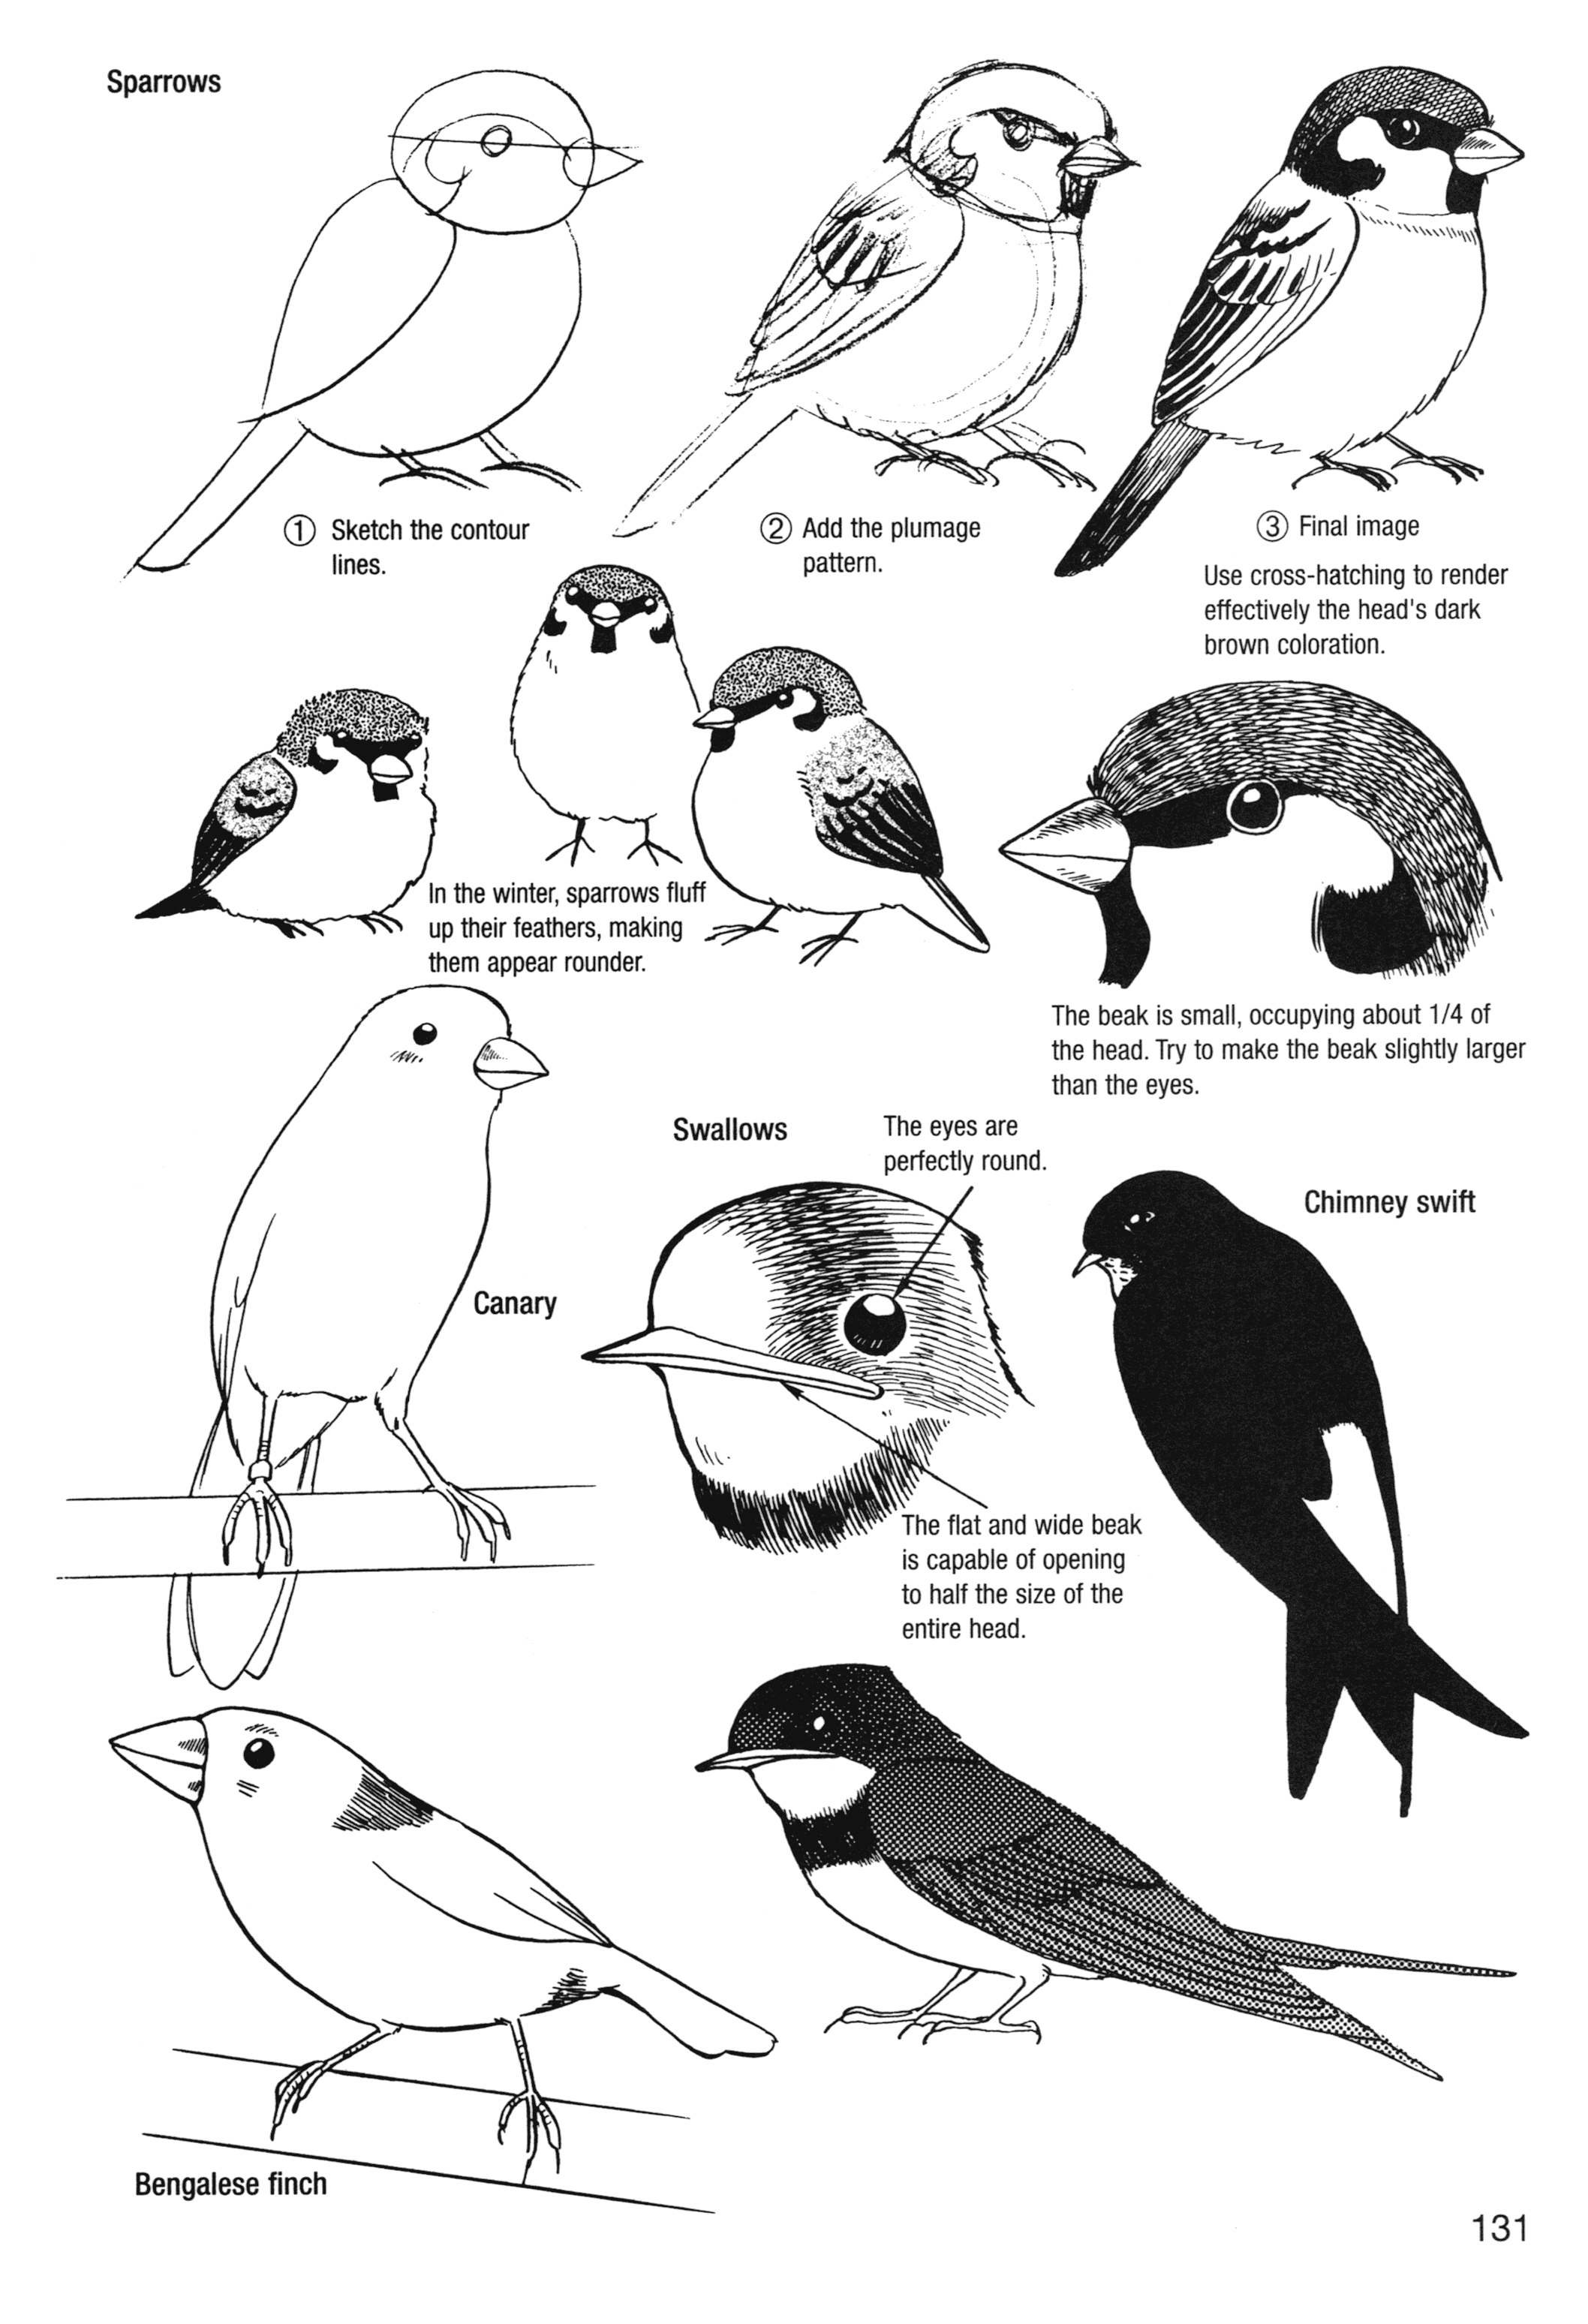 Sparrows
① Sketch the contour
lines.
② Add the plumage
pattern.
③ Final image
Use cross-hatching to render
effectively the head's dark
brown coloration.
In the winter, sparrows fluff
up their feathers, making
them appear rounder.
The beak is small, occupying about 1/4 of
the head. Try to make the beak slightly larger
than the eyes.
Canary
Swallows
The eyes are
perfectly round.
Chimney swift
The flat and wide beak
is capable of opening
to half the size of the
entire head.
Bengalese finch
131